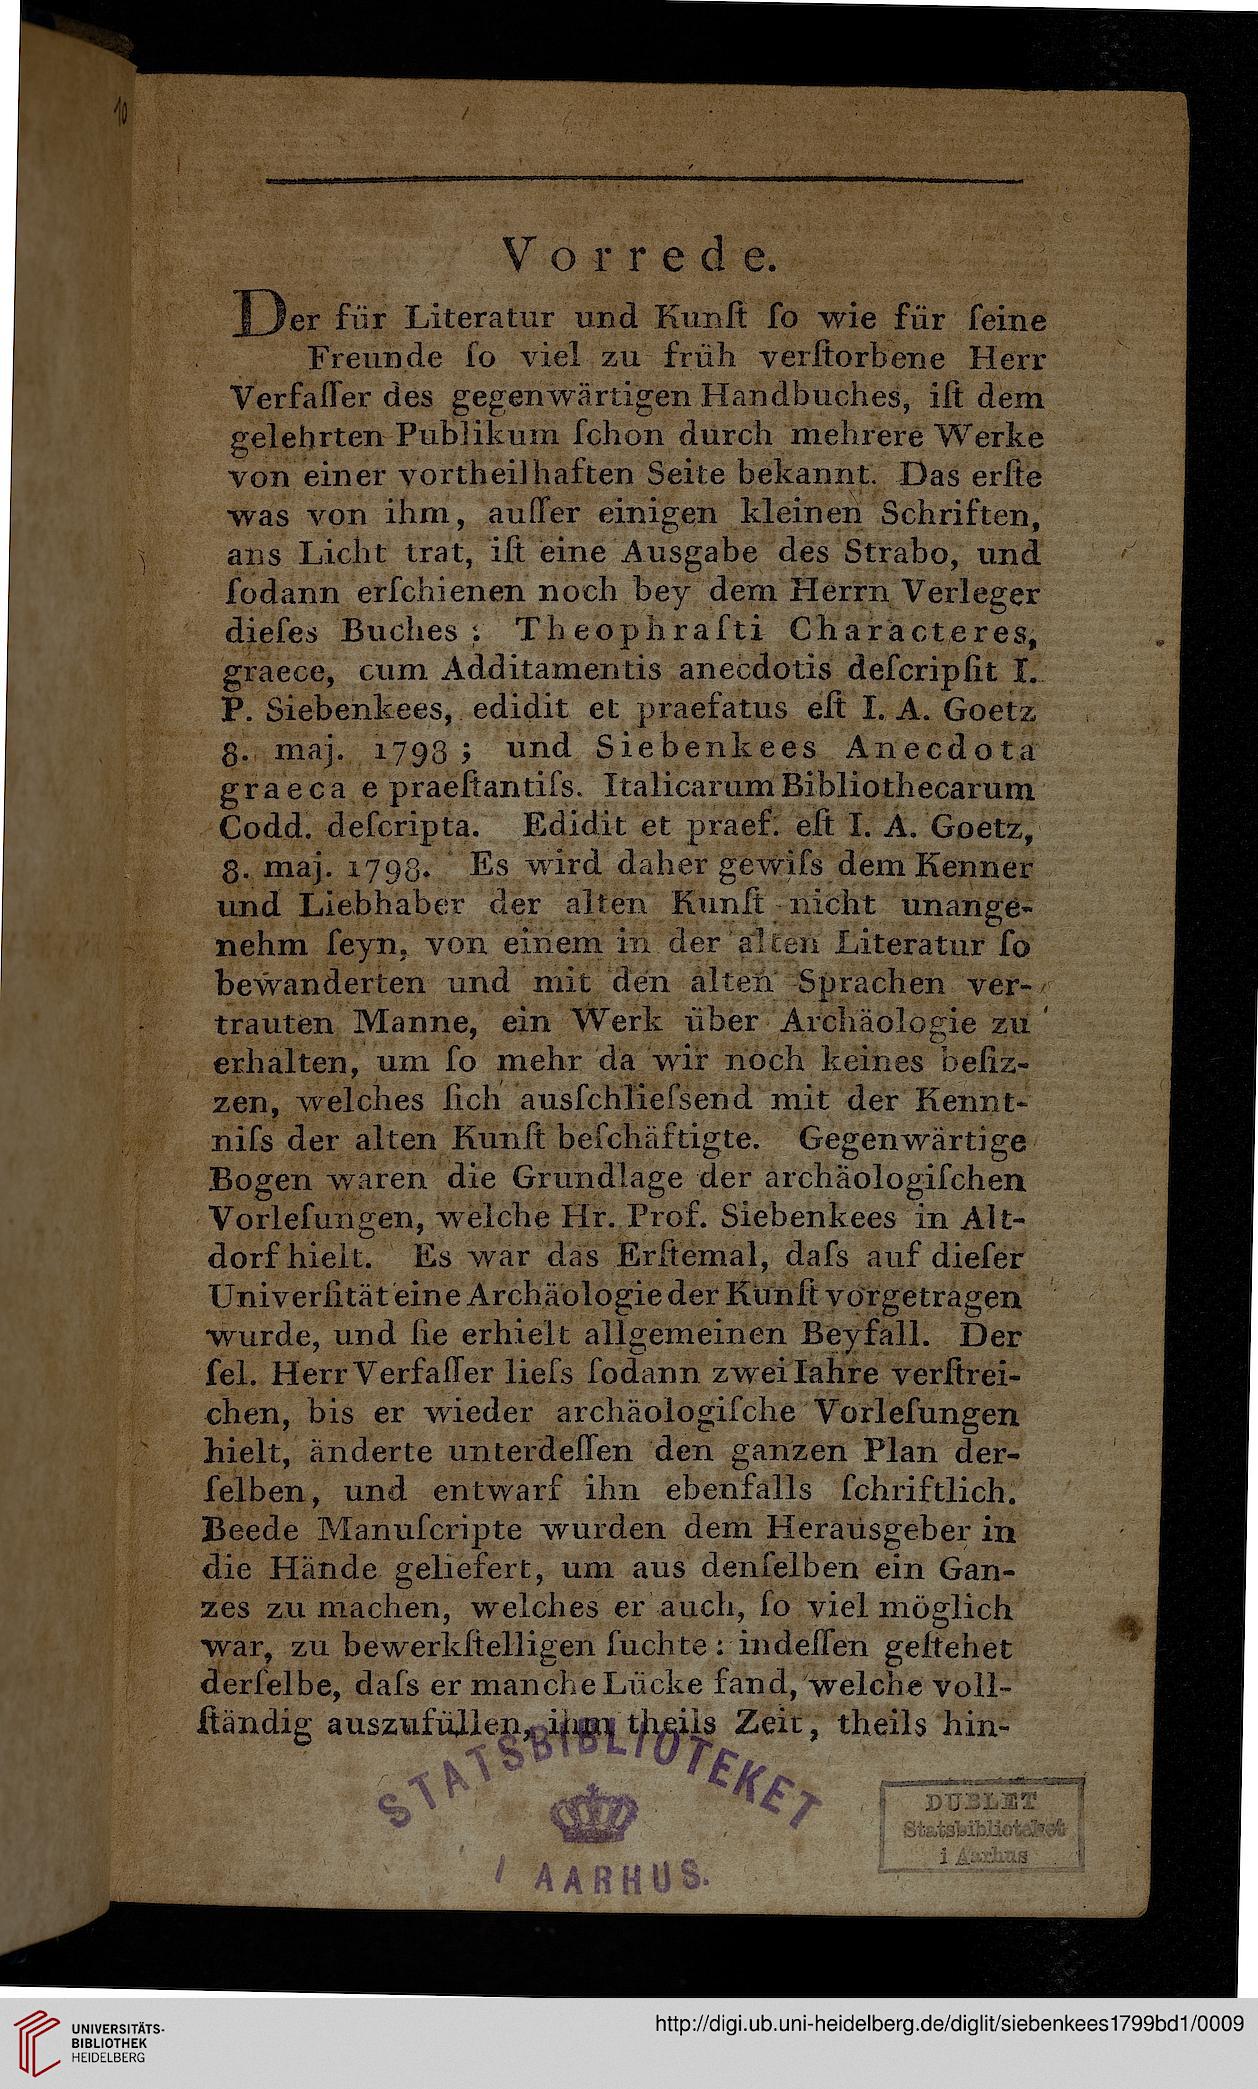 10
Vorrede.
Der für Literatur und Kunſt ſo wie für ſeine
Freunde ſo viel zu früh verſtorbene Herr
Verfaſſer des gegenwärtigen Handbuches, iſt dem
gelehrten Publikum ſchon durch mehrere Werke
von einer vortheilhaften Seite bekannt. Das erſte
was von ihm, auſſer einigen kleinen Schriften,
ans Licht trat, iſt eine Ausgabe des Strabo, und
ſodann erſchienen noch bey dem Herrn Verleger
dieſes Buches: Theophraſti Characteres,
graece, cum Additamentis anecdotis deſcripſit I.
P. Siebenkees, edidit et praefatus eſt I. A. Goetz
8. maj. 1798; und Siebenkees Anecdota
graeca e praeſtantiſs. Italicarum Bibliothecarum
Codd. deſcripta. Edidit et praef. eſt I. A. Goetz,
8. maj. 1798. Es wird daher gewiſs dem Kenner
und Liebhaber der alten Kunſt nicht unange-
nehm ſeyn, von einem in der alten Literatur ſo
bewanderten und mit den alten Sprachen ver-
trauten Manne, ein Werk über Archäologie zu
erhalten, um ſo mehr da wir noch keines beſiz-
zen, welches ſich ausſchlieſsend mit der Kennt-
niſs der alten Kunſt beſchäftigte. Gegenwärtige
Bogen waren die Grundlage der archäologiſchen
Vorleſungen, welche Hr. Prof. Siebenkees in Alt-
dorf hielt. Es war das Erſtemal, daſs auf dieſer
Univerſität eine Archäologie der Kunſt vorgetragen
wurde, und ſie erhielt allgemeinen Beyfall. Der
ſel. Herr Verfaſſer lieſs ſodann zwei Iahre verſtrei-
chen, bis er wieder archäologiſche Vorleſungen
hielt, änderte unterdeſſen den ganzen Plan der-
ſelben, und entwarf ihn ebenfalls ſchriftlich.
Beede Manuſcripte wurden dem Herausgeber in
die Hände geliefert, um aus denſelben ein Gan-
zes zu machen, welches er auch, ſo viel möglich
war, zu bewerkſtelligen ſuchte: indeſſen geſtehet
derſelbe, daſs er manche Lücke fand, welche voll-
ſtändig auszufüllen, ihm theils Zeit, theils hin-
STATSBIBLIOTEKET
I AARHUS.
DUBLET
Statsbiblioteket
i Aarhus
UNIVERSITÄTS-
BIBLIOTHEK
HEIDELBERG
http://digi.ub.uni-heidelberg.de/diglit/siebenkees1799bd1/0009